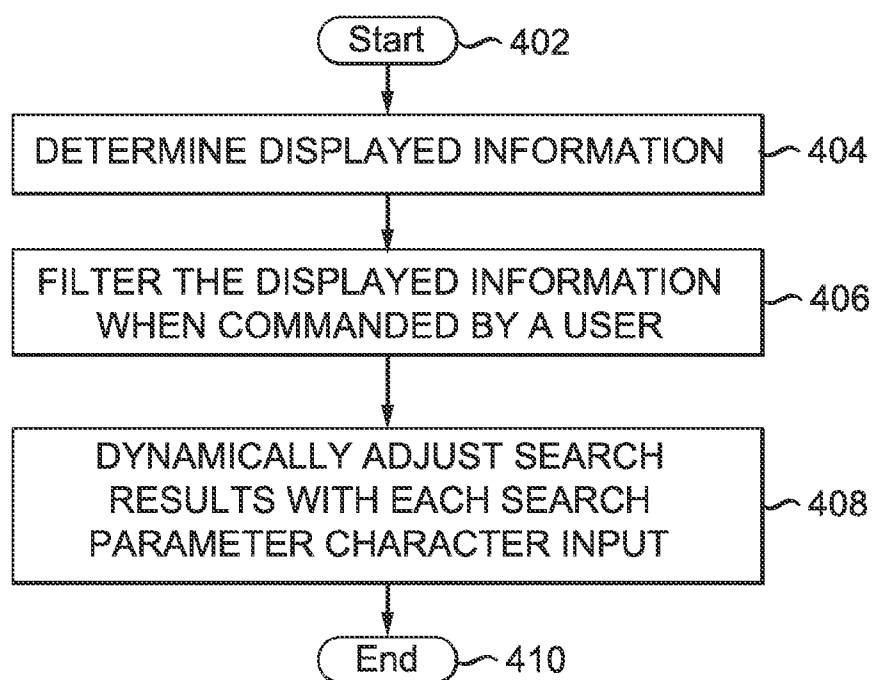 Start 402
DETERMINE DISPLAYED INFORMATION 404
FILTER THE DISPLAYED INFORMATION
WHEN COMMANDED BY A USER 406
DYNAMICALLY ADJUST SEARCH
RESULTS WITH EACH SEARCH 408
PARAMETER CHARACTER INPUT
End 410